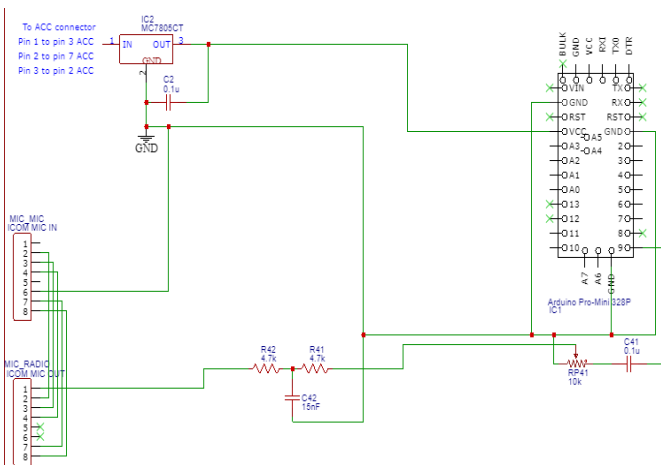 To ACC connector
Pin 1 to pin 3 ACC
Pin 2 to pin 7 ACC
Pin 3 to pin 2 ACC
IC2
MC7805CT
1 IN OUT 3
GND
2
C2
0.1u
GND
BULK GND VCC RXI TXO DTR
VIN TX
GND RX
RST RST
VCC GND
A5
A3 2
A4
A2 3
A1 4
A0 5
13 6
12 7
11 8
10 9
A7 A6 GND
Arduino Pro-Mini 328P
IC1
MIC_MIC
ICOM MIC IN
1
2
3
4
5
6
7
8
MIC_RADIO
ICOM MIC OUT
1
2
3
4
5
6
7
8
R42
4.7k
R41
4.7k
C42
15nF
RP41
10k
C41
0.1u